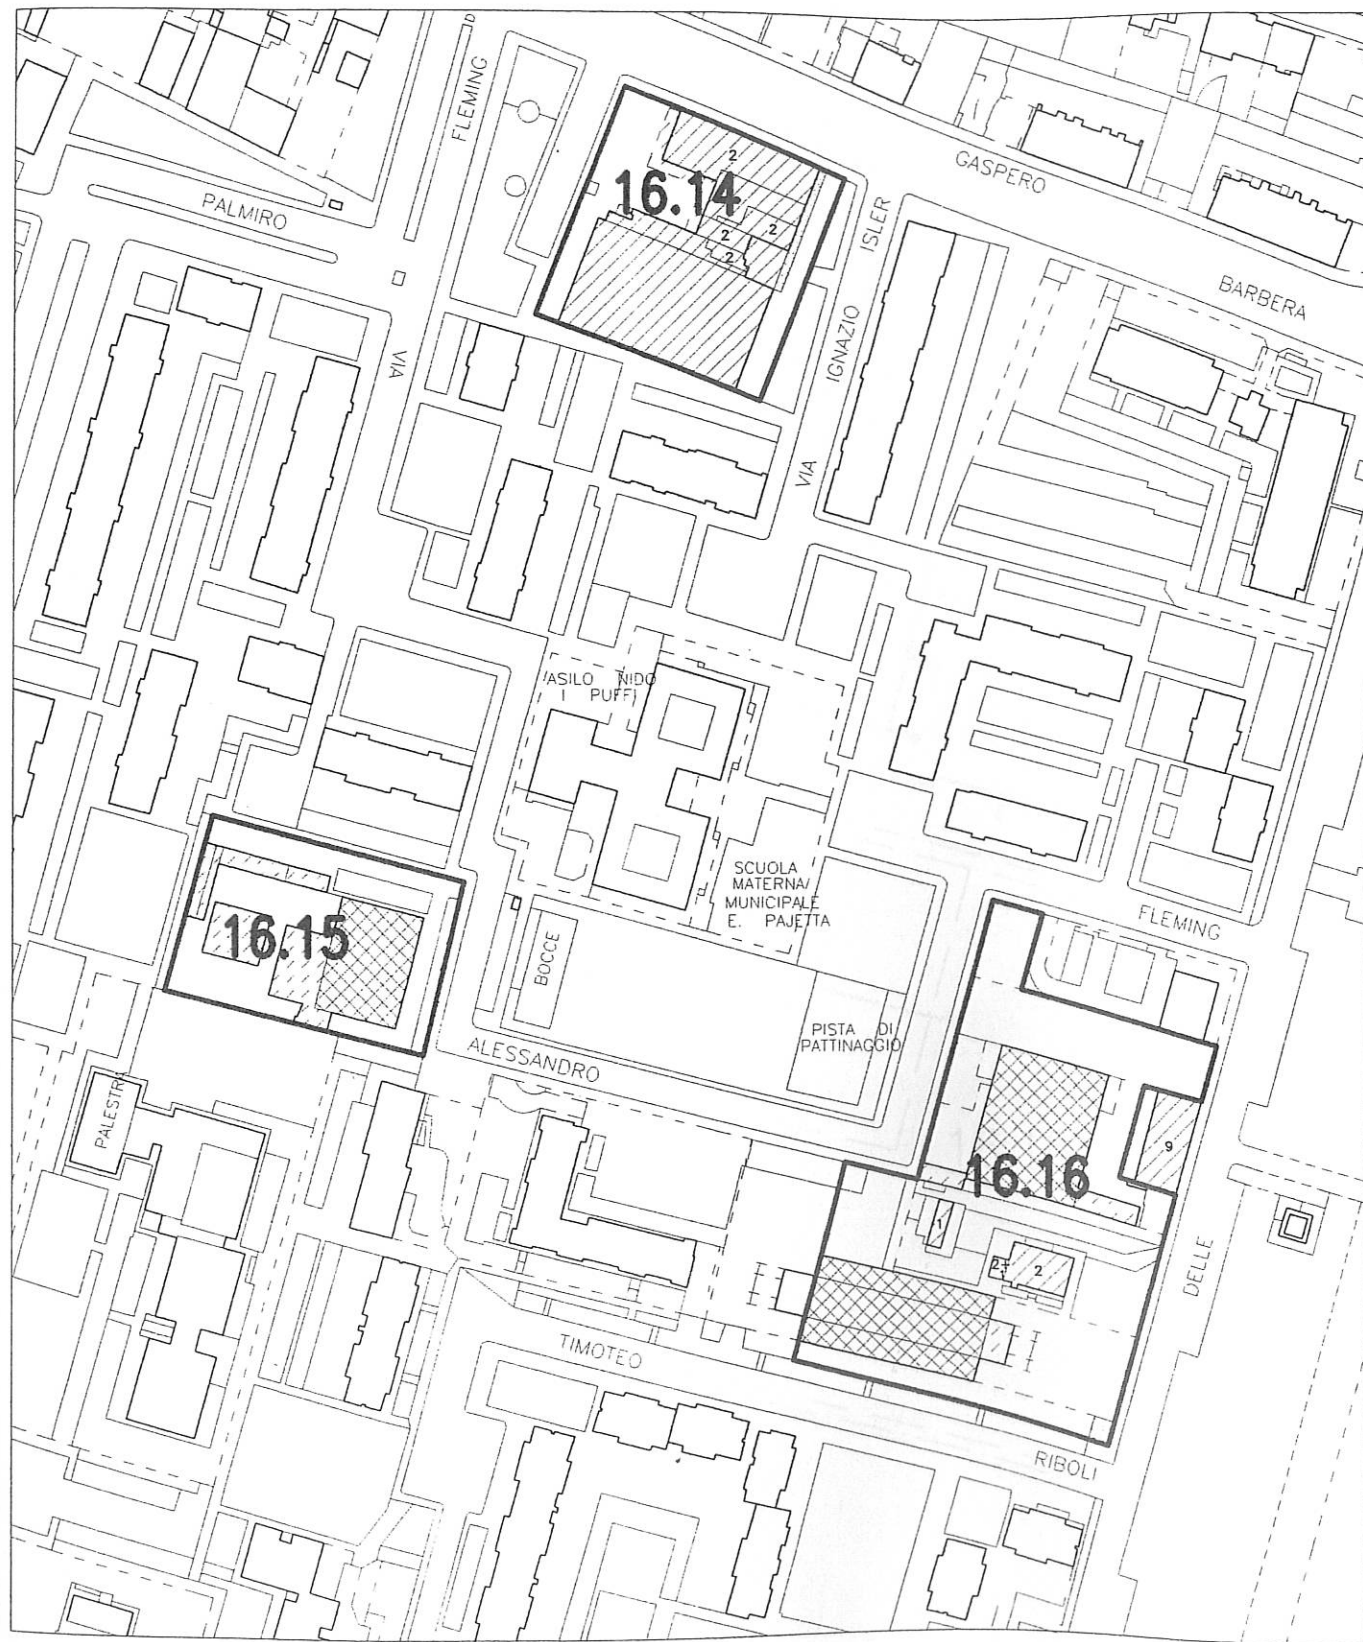 FLEMING
D
GASPERO
16.14
2
2
2
2
PALMIRO
ISLER
BARBERA
IGNAZIO
VIA
VIA
ASILO NIDO
I PUFFI
SCUOLA
MATERNA
MUNICIPALE
E. PAJETTA
FLEMING
16.15
BOCCE
PISTA DI
PATTINAGGIO
ALESSANDRO
PALESTRA
9
16.16
1
2
2
DELLE
TIMOTEO
RIBOLI